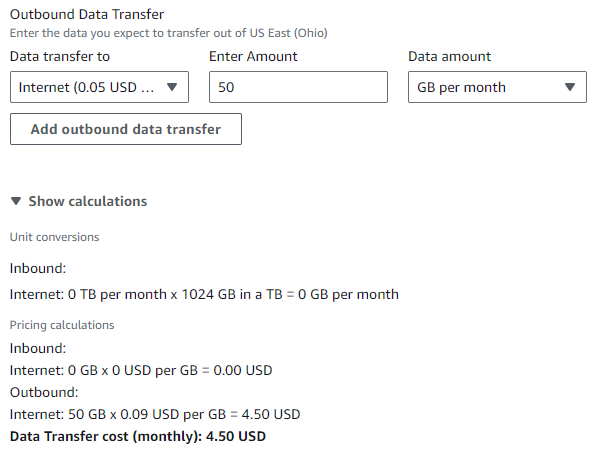 Outbound Data Transfer
Enter the data you expect to transfer out of US East (Ohio)
Data transfer to Enter Amount Data amount
Internet (0.05 USD ... 50 GB per month
Add outbound data transfer
Show calculations
Unit conversions
Inbound:
Internet: 0 TB per month x 1024 GB in a TB = 0 GB per month
Pricing calculations
Inbound:
Internet: 0 GB x 0 USD per GB = 0.00 USD
Outbound:
Internet: 50 GB x 0.09 USD per GB = 4.50 USD
Data Transfer cost (monthly): 4.50 USD